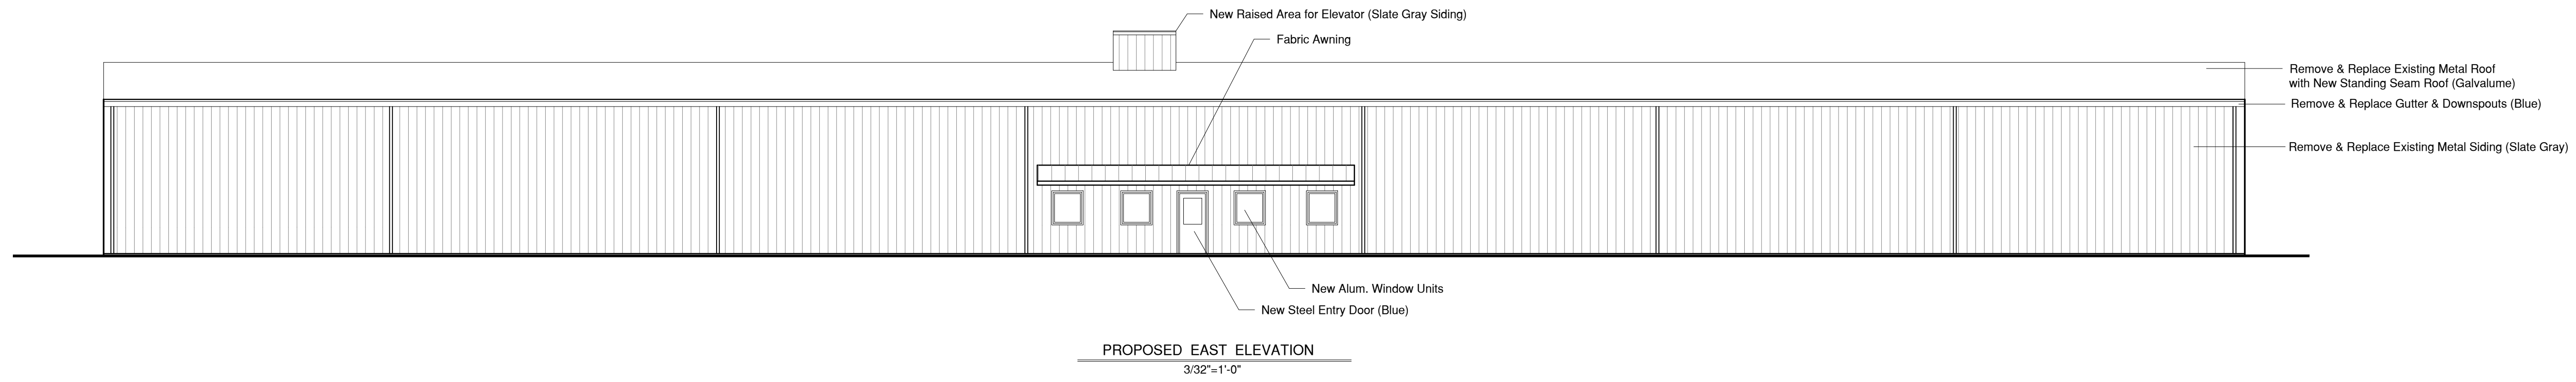 New Raised Area for Elevator (Slate Gray Siding)
Fabric Awning
Remove & Replace Existing Metal Roof
with New Standing Seam Roof (Galvalume)
Remove & Replace Gutter & Downspouts (Blue)
Remove & Replace Existing Metal Siding (Slate Gray)
New Alum. Window Units
New Steel Entry Door (Blue)
PROPOSED EAST ELEVATION
3/32"=1'-0"